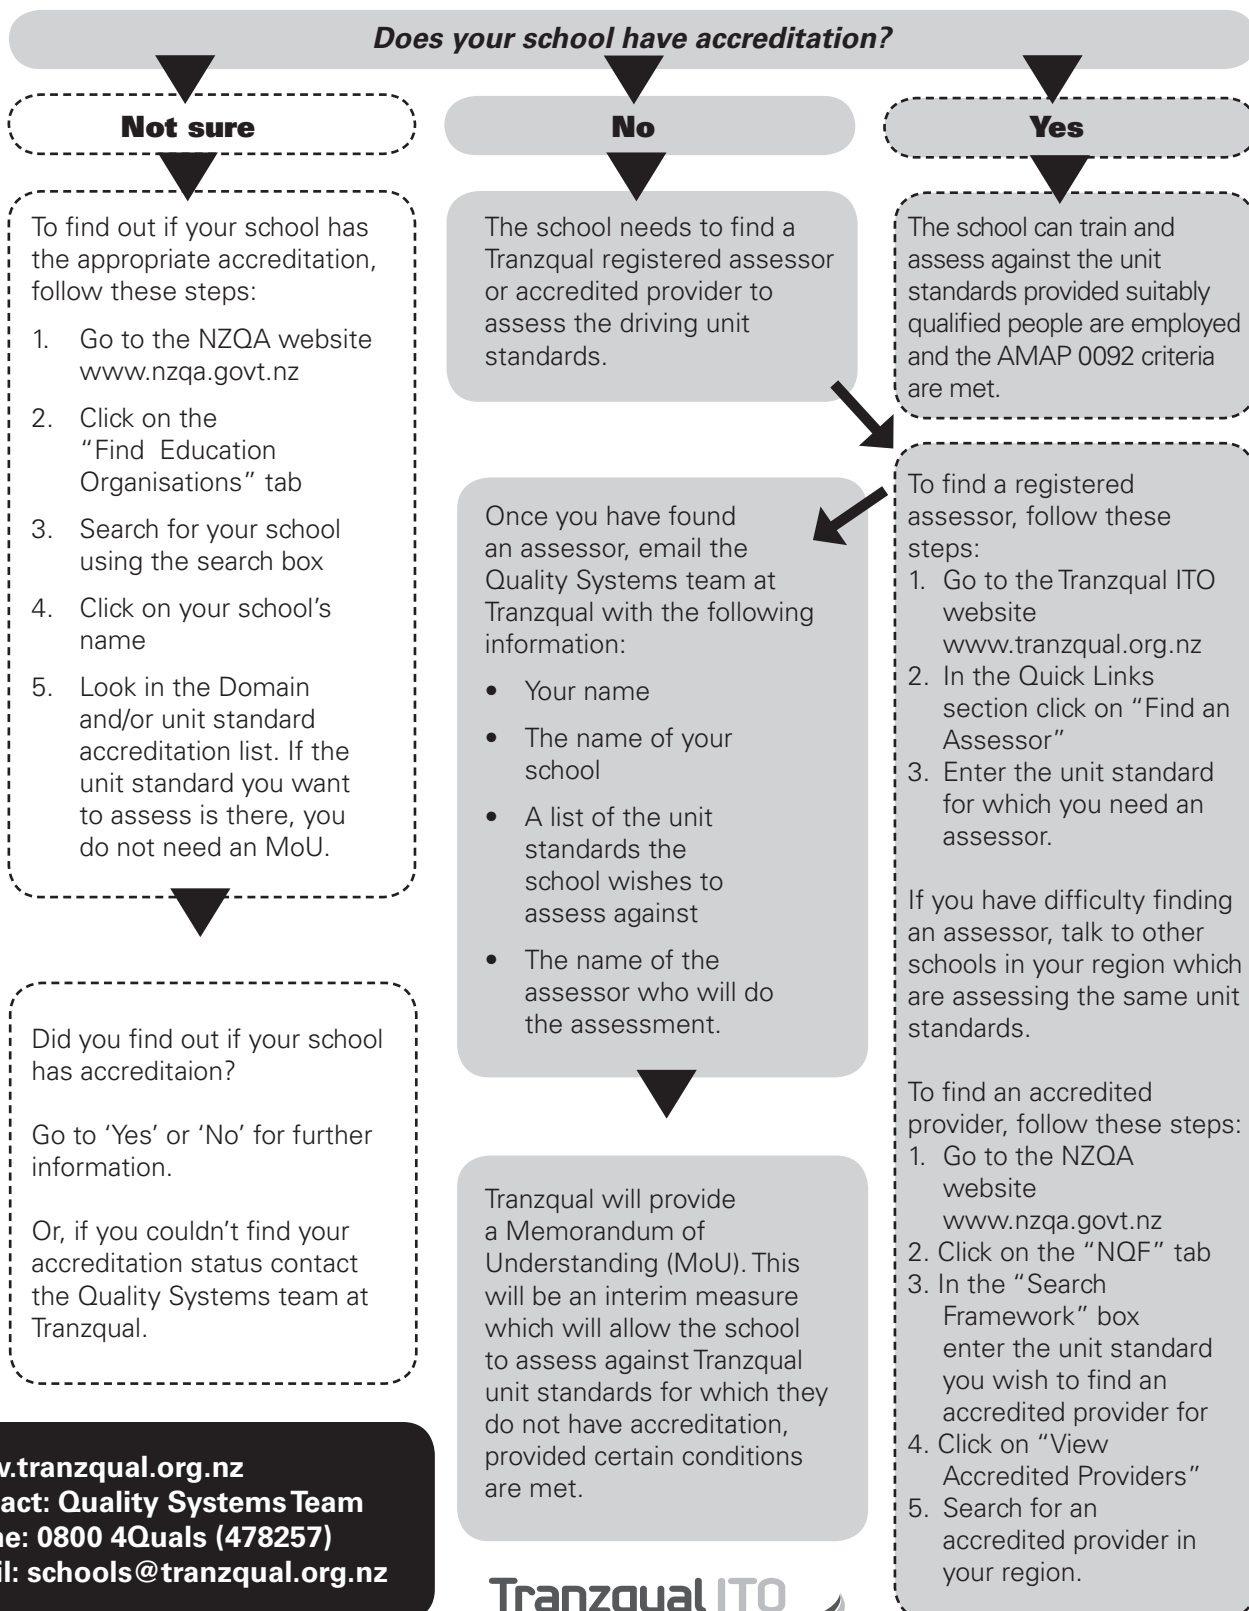 Does your school have accreditation?
Not sure
To find out if your school has
the appropriate accreditation,
follow these steps:
1. Go to the NZQA website
www.nzqa.govt.nz
2. Click on the
“Find Education
Organisations” tab
3. Search for your school
using the search box
4. Click on your school’s
name
5. Look in the Domain
and/or unit standard
accreditation list. If the
unit standard you want
to assess is there, you
do not need an MoU.
Did you find out if your school
has accreditaion?
Go to ‘Yes’ or ‘No’ for further
information.
Or, if you couldn’t find your
accreditation status contact
the Quality Systems team at
Tranzqual.
No
The school needs to find a
Tranzqual registered assessor
or accredited provider to
assess the driving unit
standards.
Once you have found
an assessor, email the
Quality Systems team at
Tranzqual with the following
information:
• Your name
• The name of your
school
• A list of the unit
standards the
school wishes to
assess against
• The name of the
assessor who will do
the assessment.
Tranzqual will provide
a Memorandum of
Understanding (MoU). This
will be an interim measure
which will allow the school
to assess against Tranzqual
unit standards for which they
do not have accreditation,
provided certain conditions
are met.
Yes
The school can train and
assess against the unit
standards provided suitably
qualified people are employed
and the AMAP 0092 criteria
are met.
To find a registered
assessor, follow these
steps:
1. Go to the Tranzqual ITO
website
www.tranzqual.org.nz
2. In the Quick Links
section click on “Find an
Assessor”
3. Enter the unit standard
for which you need an
assessor.
If you have difficulty finding
an assessor, talk to other
schools in your region which
are assessing the same unit
standards.
To find an accredited
provider, follow these steps:
1. Go to the NZQA
website
www.nzqa.govt.nz
2. Click on the “NQF” tab
3. In the “Search
Framework” box
enter the unit standard
you wish to find an
accredited provider for
4. Click on “View
Accredited Providers”
5. Search for an
accredited provider in
your region.
.tranzqual.org.nz
act: Quality Systems Team
ne: 0800 4Quals (478257)
il: schools@tranzqual.org.nz
Tranzqual ITO